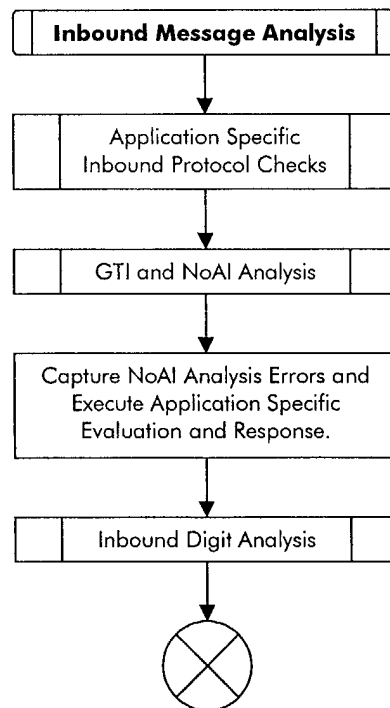 Inbound Message Analysis
Application Specific
Inbound Protocol Checks
GTI and NoAI Analysis
Capture NoAI Analysis Errors and
Execute Application Specific
Evaluation and Response.
Inbound Digit Analysis